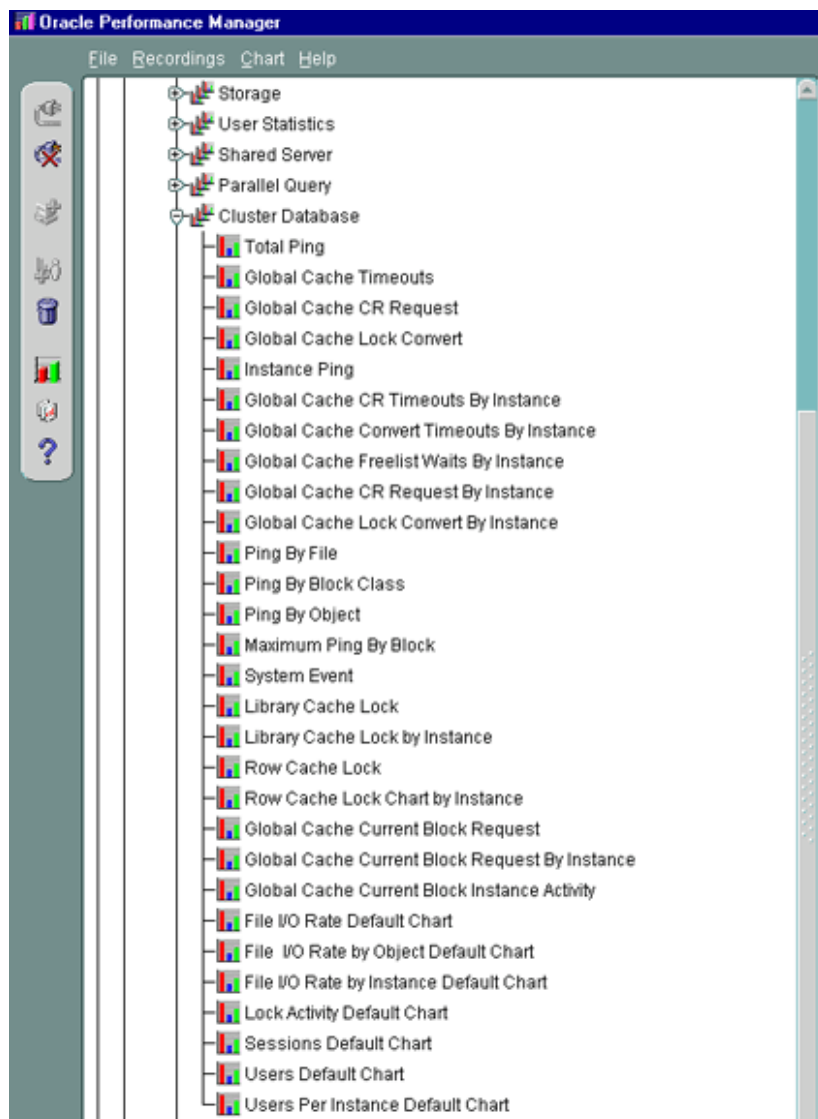 Oracle Performance Manager
File Recordings Chart Help
Storage
User Statistics
Shared Server
Parallel Query
Cluster Database
Total Ping
Global Cache Timeouts
Global Cache CR Request
Global Cache Lock Convert
Instance Ping
Global Cache CR Timeouts By Instance
Global Cache Convert Timeouts By Instance
Global Cache Freelist Waits By Instance
Global Cache CR Request By Instance
Global Cache Lock Convert By Instance
Ping By File
Ping By Block Class
Ping By Object
Maximum Ping By Block
System Event
Library Cache Lock
Library Cache Lock by Instance
Row Cache Lock
Row Cache Lock Chart by Instance
Global Cache Current Block Request
Global Cache Current Block Request By Instance
Global Cache Current Block Instance Activity
File I/O Rate Default Chart
File I/O Rate by Object Default Chart
File I/O Rate by Instance Default Chart
Lock Activity Default Chart
Sessions Default Chart
Users Default Chart
Users Per Instance Default Chart